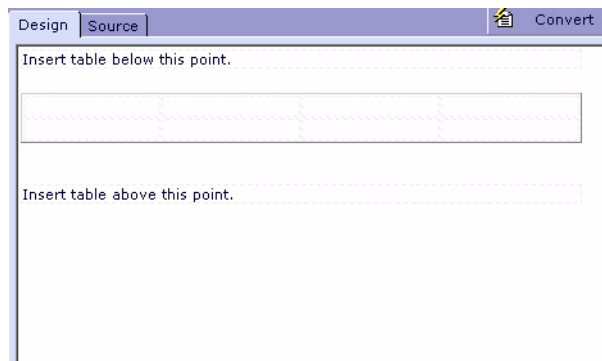 Design Source Convert
Insert table below this point.
Insert table above this point.